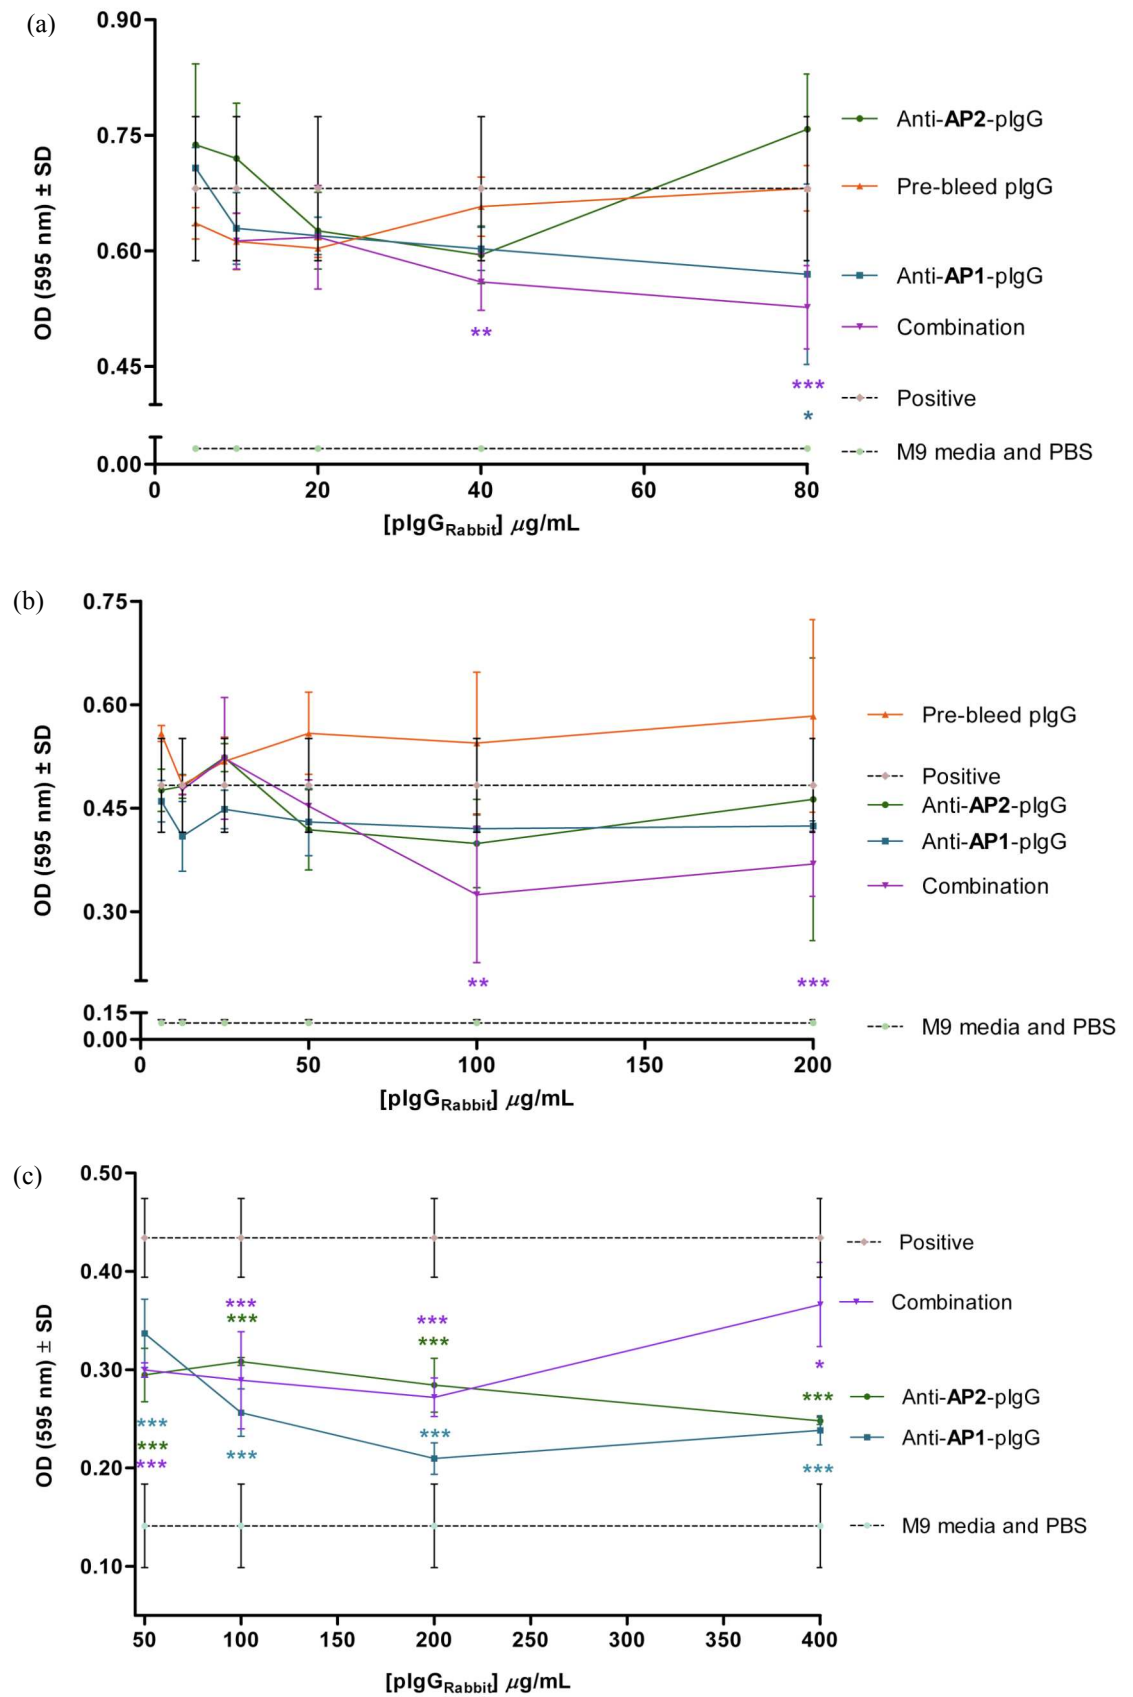 (a)
0.90
0.75
0.60
0.45
0.00
OD (595 nm) ± SD
0 20 40 60 80
[pIgGRabbit] μg/mL
**
***
*
Anti-AP2-pIgG
Pre-bleed pIgG
Anti-AP1-pIgG
Combination
Positive
M9 media and PBS
(b)
0.75
0.60
0.45
0.30
0.15
0.00
OD (595 nm) ± SD
0 50 100 150 200
[pIgGRabbit] μg/mL
** ***
Pre-bleed pIgG
Positive
Anti-AP2-pIgG
Anti-AP1-pIgG
Combination
M9 media and PBS
(c)
0.50
0.40
0.30
0.20
0.10
OD (595 nm) ± SD
50 100 150 200 250 300 350 400
[pIgGRabbit] μg/mL
***
***
***
***
***
***
***
***
***
*
***
***
Positive
Combination
Anti-AP2-pIgG
Anti-AP1-pIgG
M9 media and PBS